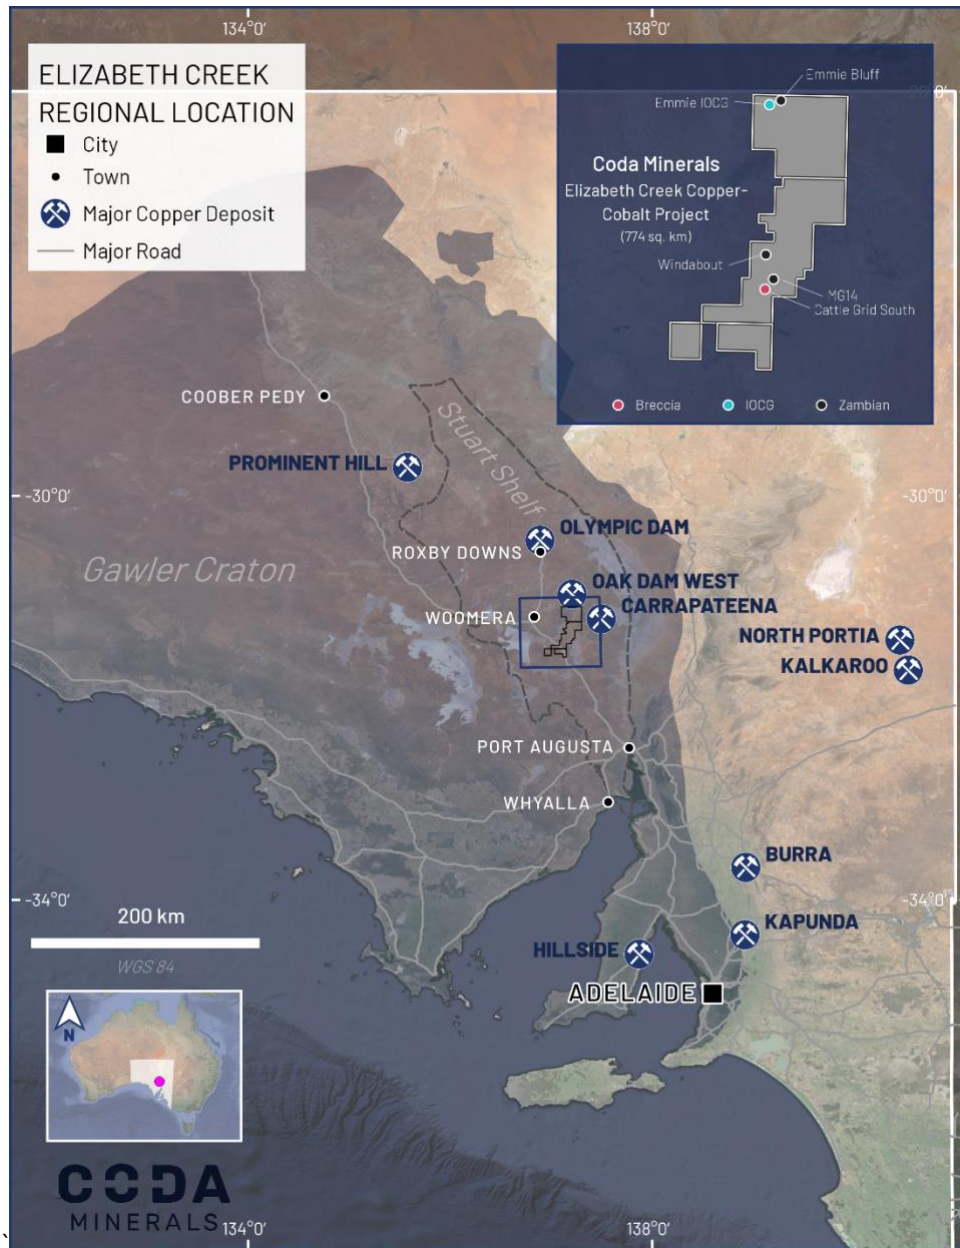 134°0'
138°0'
ELIZABETH CREEK
REGIONAL LOCATION
City
Town
Major Copper Deposit
Major Road
Emmie Bluff
Emmie IOCG
Coda Minerals
Elizabeth Creek Copper-
Cobalt Project
(774 sq. km)
Windabout
MG14
Cattle Grid South
Breccia
IOCG
Zambian
COOBER PEDY
Stuart Shelf
PROMINENT HILL
-30°0'
-30°0'
OLYMPIC DAM
ROXBY DOWNS
Gawler Craton
OAK DAM WEST
CARRAPATEENA
WOOMERA
NORTH PORTIA
KALKAROO
PORT AUGUSTA
WHYALLA
BURRA
-34°0'
-34°0'
200 km
KAPUNDA
HILLSIDE
WGS 84
ADELAIDE
N
CODA
MINERALS
134°0'
138°0'